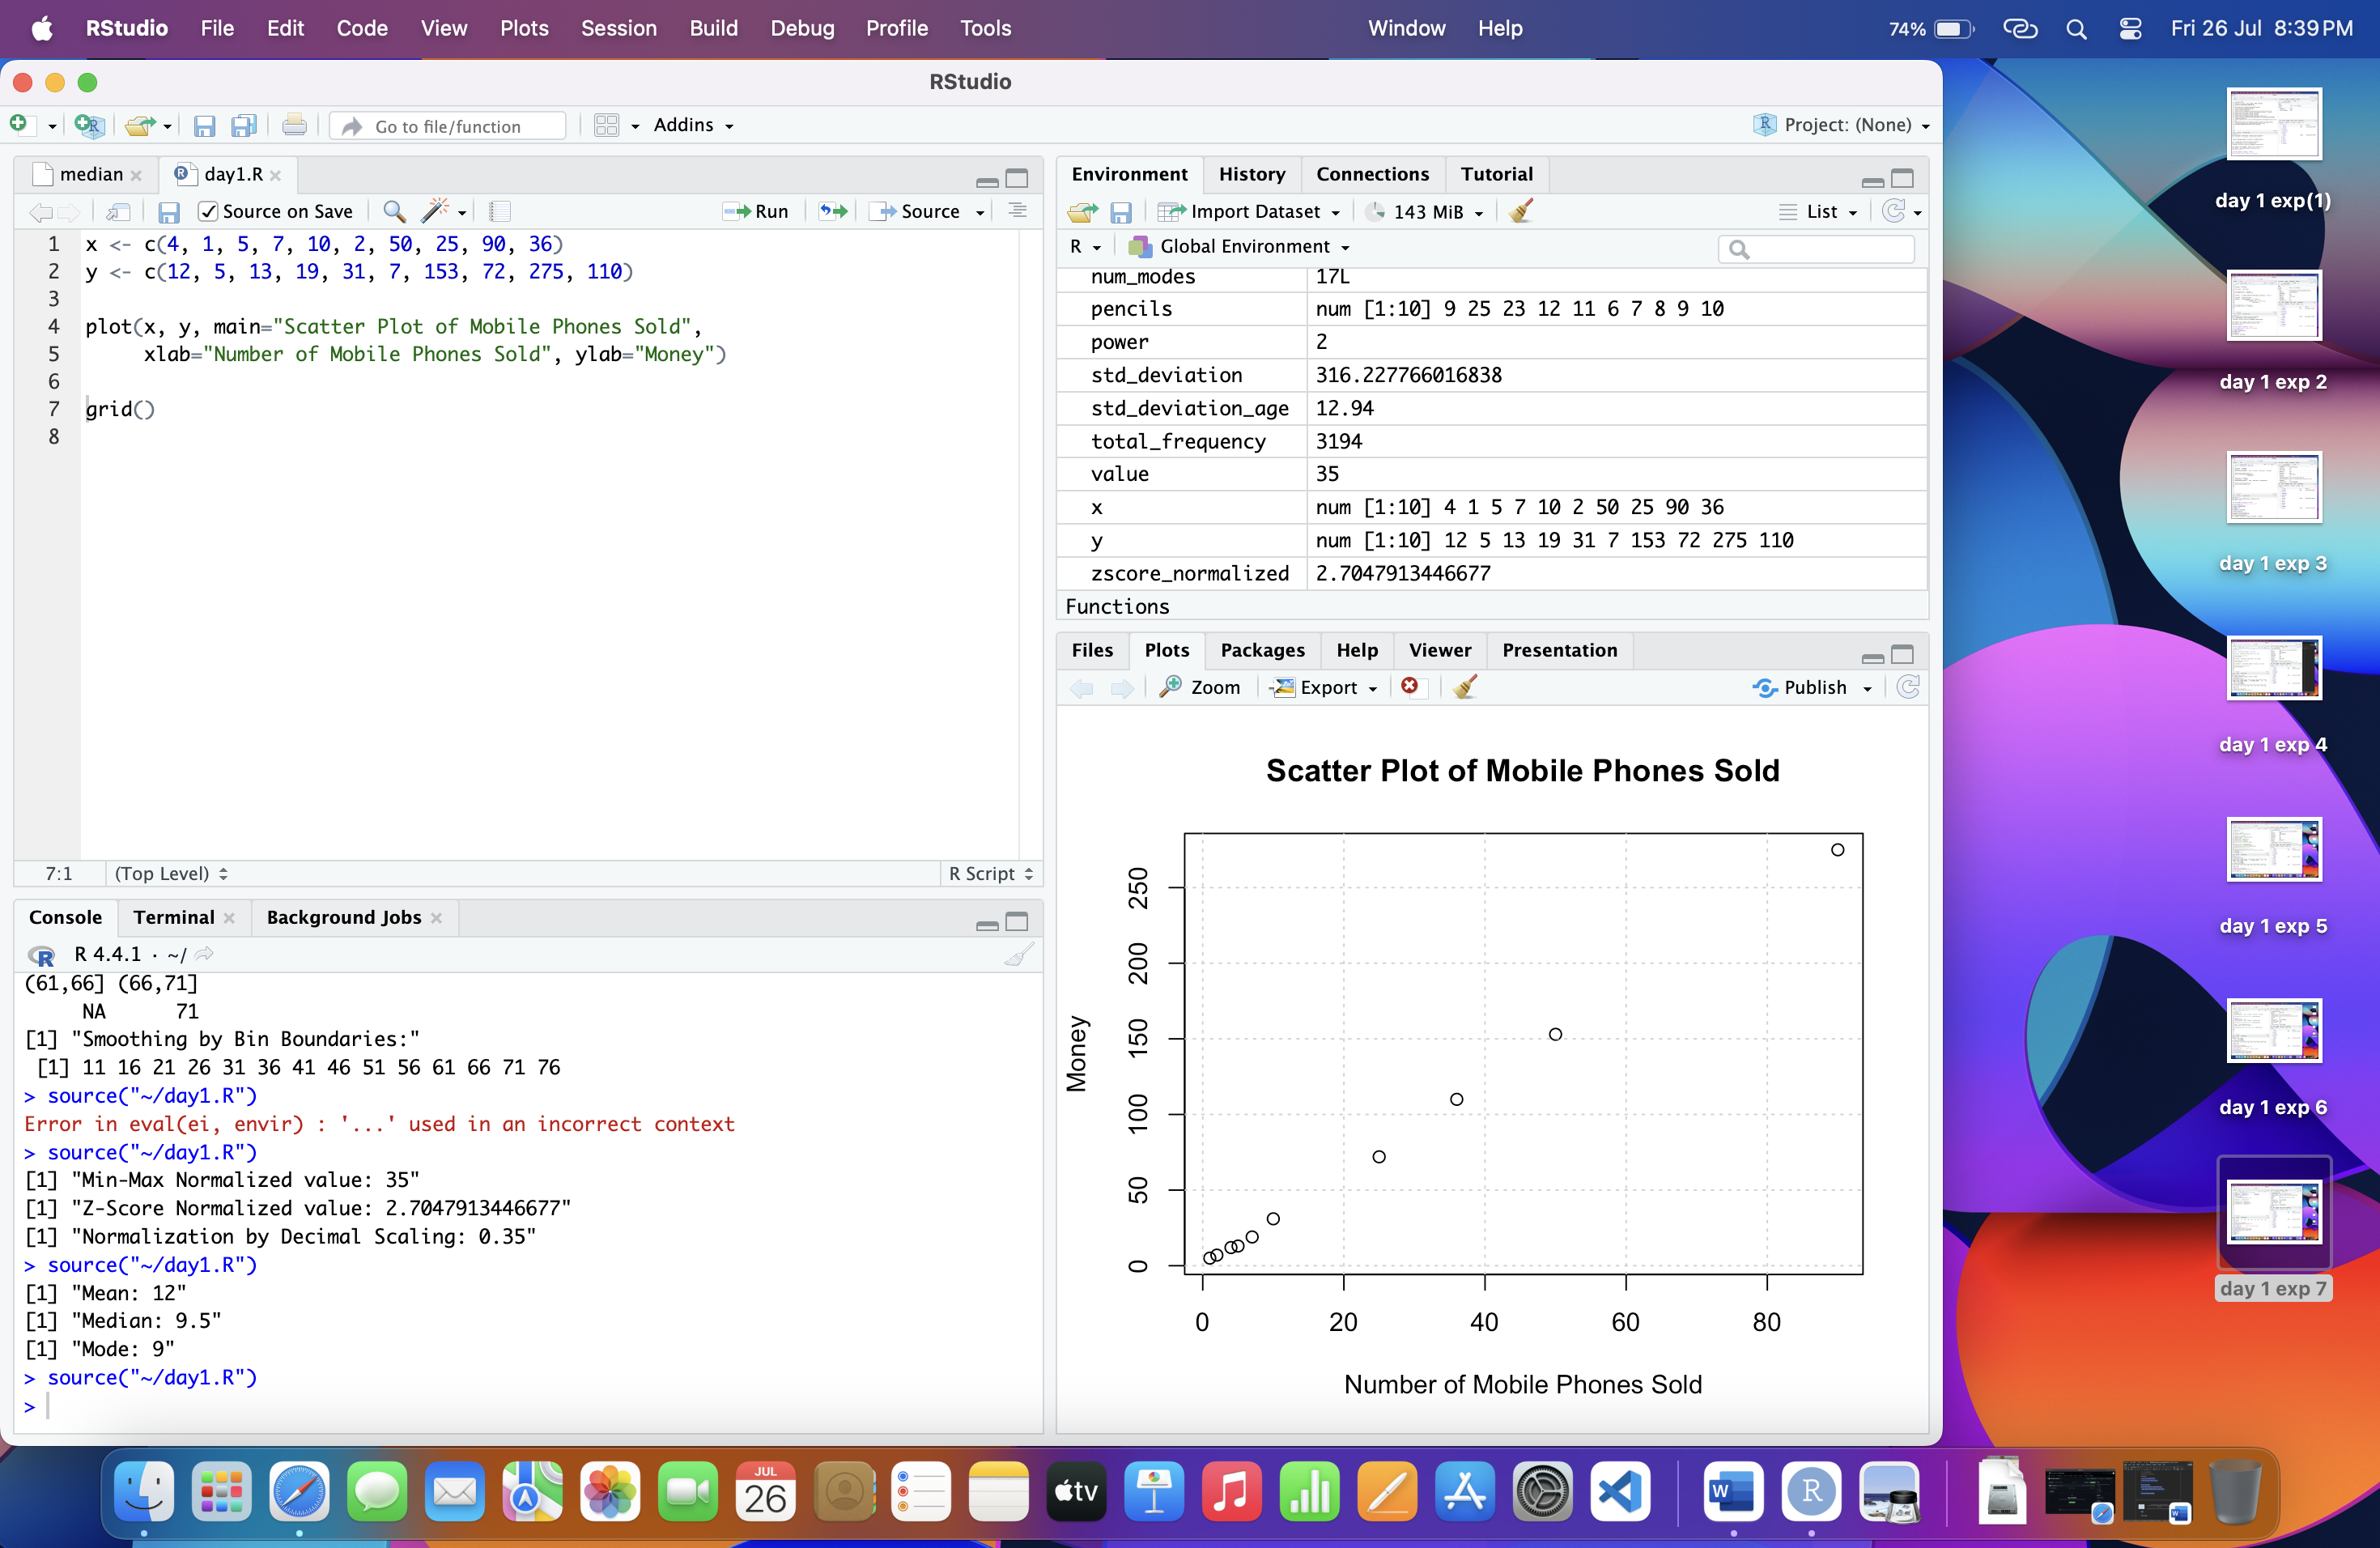 RStudio File Edit Code View Plots Session Build Debug Profile Tools Window Help 74% Fri 26 Jul 8:39 PM
RStudio
Go to file/function Addins Project: (None)
median day1.R
Source on Save Run Source
1 x <- c(4, 1, 5, 7, 10, 2, 50, 25, 90, 36)
2 y <- c(12, 5, 13, 19, 31, 7, 153, 72, 275, 110)
3
4 plot(x, y, main="Scatter Plot of Mobile Phones Sold",
5 xlab="Number of Mobile Phones Sold", ylab="Money")
6
7 grid()
8
7:1 (Top Level) R Script
Console Terminal Background Jobs
R 4.4.1 · ~/
(61,66] (66,71]
NA 71
[1] "Smoothing by Bin Boundaries:"
[1] 11 16 21 26 31 36 41 46 51 56 61 66 71 76
> source("~/day1.R")
Error in eval(ei, envir) : '...' used in an incorrect context
> source("~/day1.R")
[1] "Min-Max Normalized value: 35"
[1] "Z-Score Normalized value: 2.7047913446677"
[1] "Normalization by Decimal Scaling: 0.35"
> source("~/day1.R")
[1] "Mean: 12"
[1] "Median: 9.5"
[1] "Mode: 9"
> source("~/day1.R")
>
Environment History Connections Tutorial
Import Dataset 143 MiB List
R Global Environment
num_modes 17L
pencils num [1:10] 9 25 23 12 11 6 7 8 9 10
power 2
std_deviation 316.227766016838
std_deviation_age 12.94
total_frequency 3194
value 35
x num [1:10] 4 1 5 7 10 2 50 25 90 36
y num [1:10] 12 5 13 19 31 7 153 72 275 110
zscore_normalized 2.7047913446677
Functions
Files Plots Packages Help Viewer Presentation
Zoom Export Publish
Scatter Plot of Mobile Phones Sold
250
200
150
100
50
0
Money
0 20 40 60 80
Number of Mobile Phones Sold
day 1 exp(1)
day 1 exp 2
day 1 exp 3
day 1 exp 4
day 1 exp 5
day 1 exp 6
day 1 exp 7
JUL
26
tv
W
R